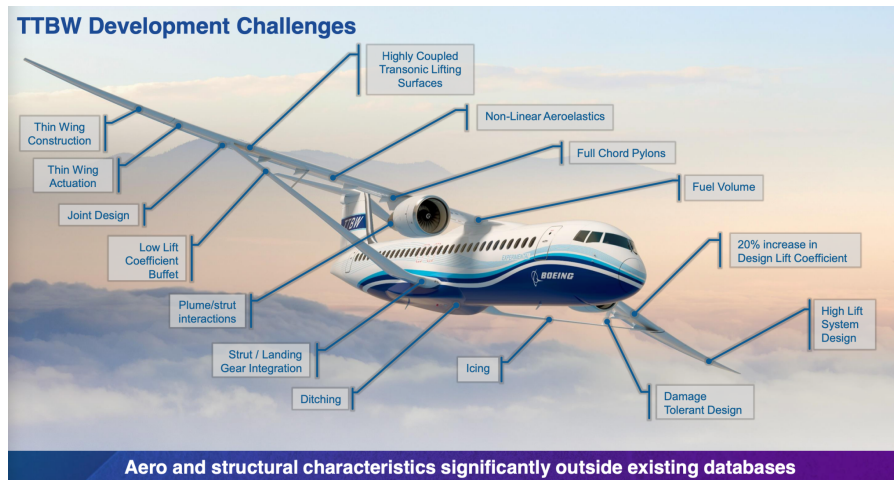 TTBW Development Challenges
Highly Coupled
Transonic Lifting
Surfaces
Thin Wing
Construction
Non-Linear Aeroelastics
Full Chord Pylons
Thin Wing
Actuation
Fuel Volume
Joint Design
Low Lift
Coefficient
Buffet
TTBW
20% increase in
Design Lift Coefficient
BOEING
Plume/strut
interactions
High Lift
System
Design
Strut / Landing
Gear Integration
Icing
Ditching
Damage
Tolerant Design
Aero and structural characteristics significantly outside existing databases